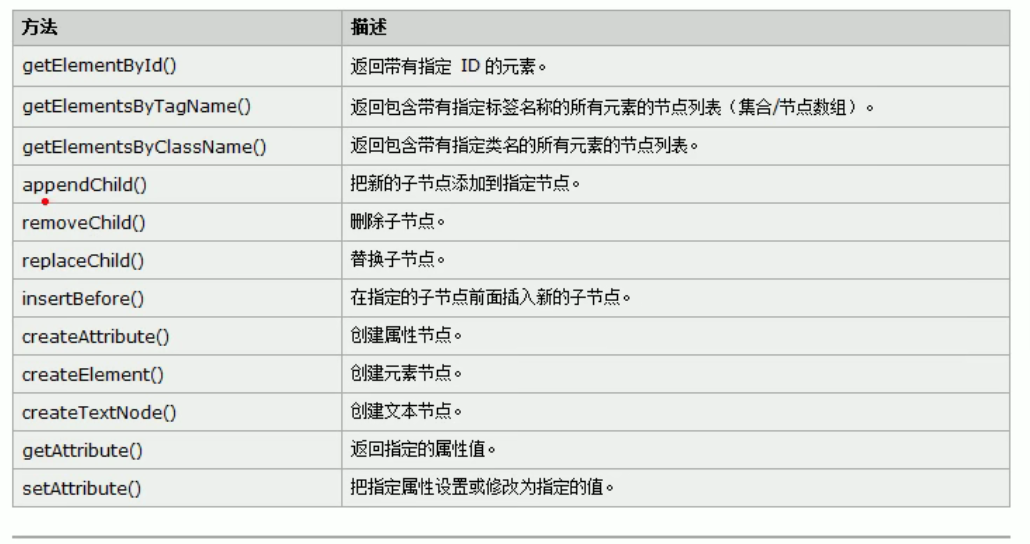 方法 描述
getElementById() 返回带有指定 ID 的元素。
getElementsByTagName() 返回包含带有指定标签名称的所有元素的节点列表（集合/节点数组）。
getElementsByClassName() 返回包含带有指定类名的所有元素的节点列表。
appendChild() 把新的子节点添加到指定节点。
removeChild() 删除子节点。
replaceChild() 替换子节点。
insertBefore() 在指定的子节点前面插入新的子节点。
createAttribute() 创建属性节点。
createElement() 创建元素节点。
createTextNode() 创建文本节点。
getAttribute() 返回指定的属性值。
setAttribute() 把指定属性设置或修改为指定的值。